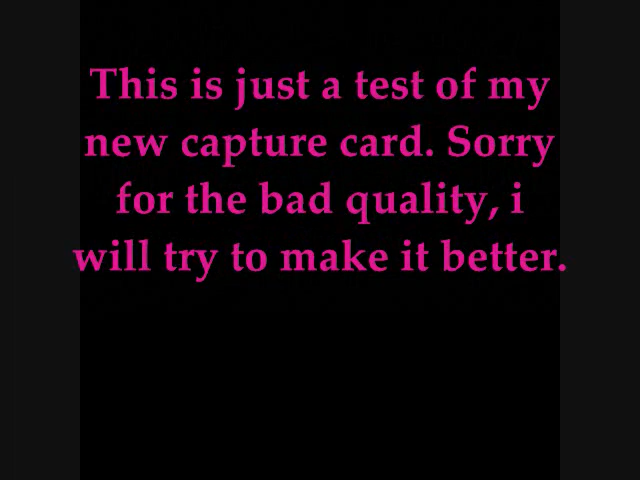 This is just a test of my
new capture card. Sorry
for the bad quality, i
will try to make it better.